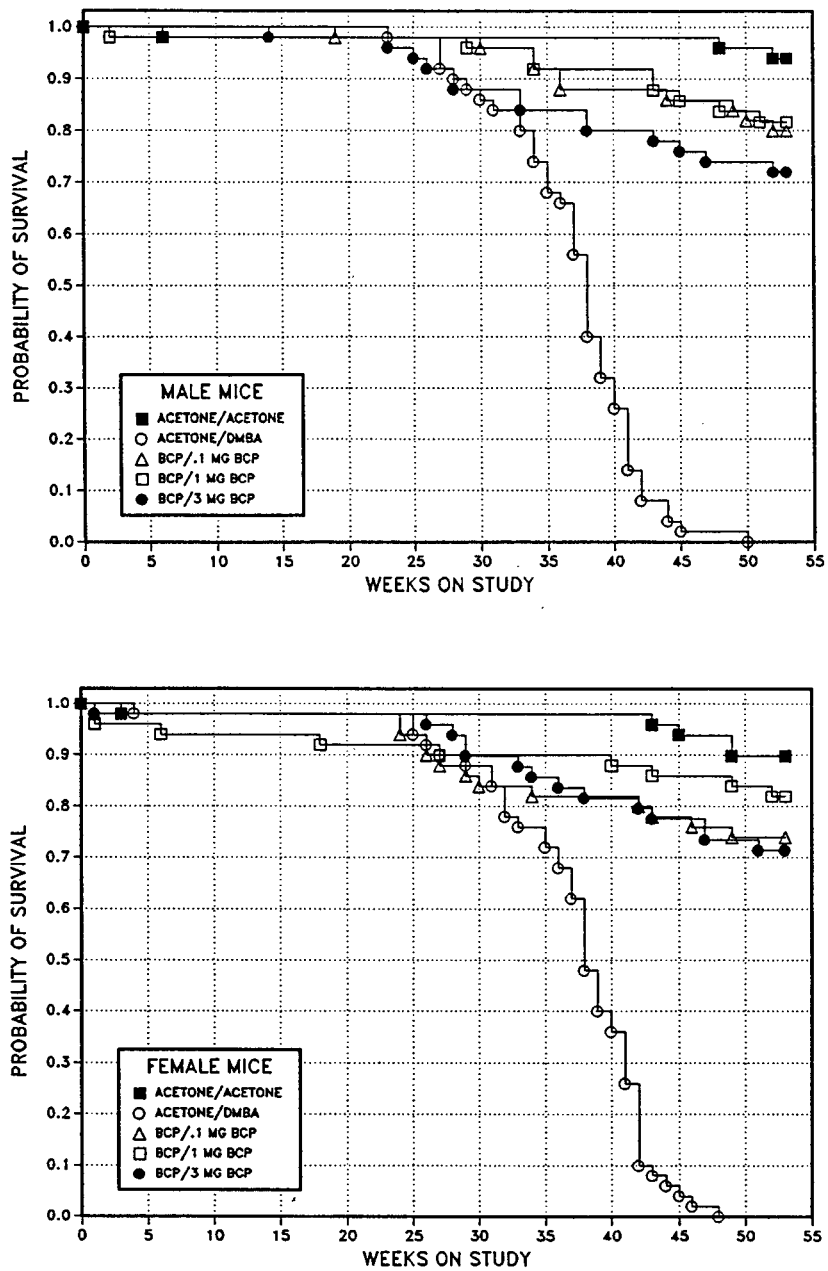 PROBABILITY OF SURVIVAL
1.0
0.9
0.8
0.7
0.6
0.5
0.4
0.3
0.2
0.1
0.0
MALE MICE
ACETONE/ACETONE
ACETONE/DMBA
BCP/.1 MG BCP
BCP/1 MG BCP
BCP/3 MG BCP
0 5 10 15 20 25 30 35 40 45 50 55
WEEKS ON STUDY
PROBABILITY OF SURVIVAL
1.0
0.9
0.8
0.7
0.6
0.5
0.4
0.3
0.2
0.1
0.0
FEMALE MICE
ACETONE/ACETONE
ACETONE/DMBA
BCP/.1 MG BCP
BCP/1 MG BCP
BCP/3 MG BCP
0 5 10 15 20 25 30 35 40 45 50 55
WEEKS ON STUDY